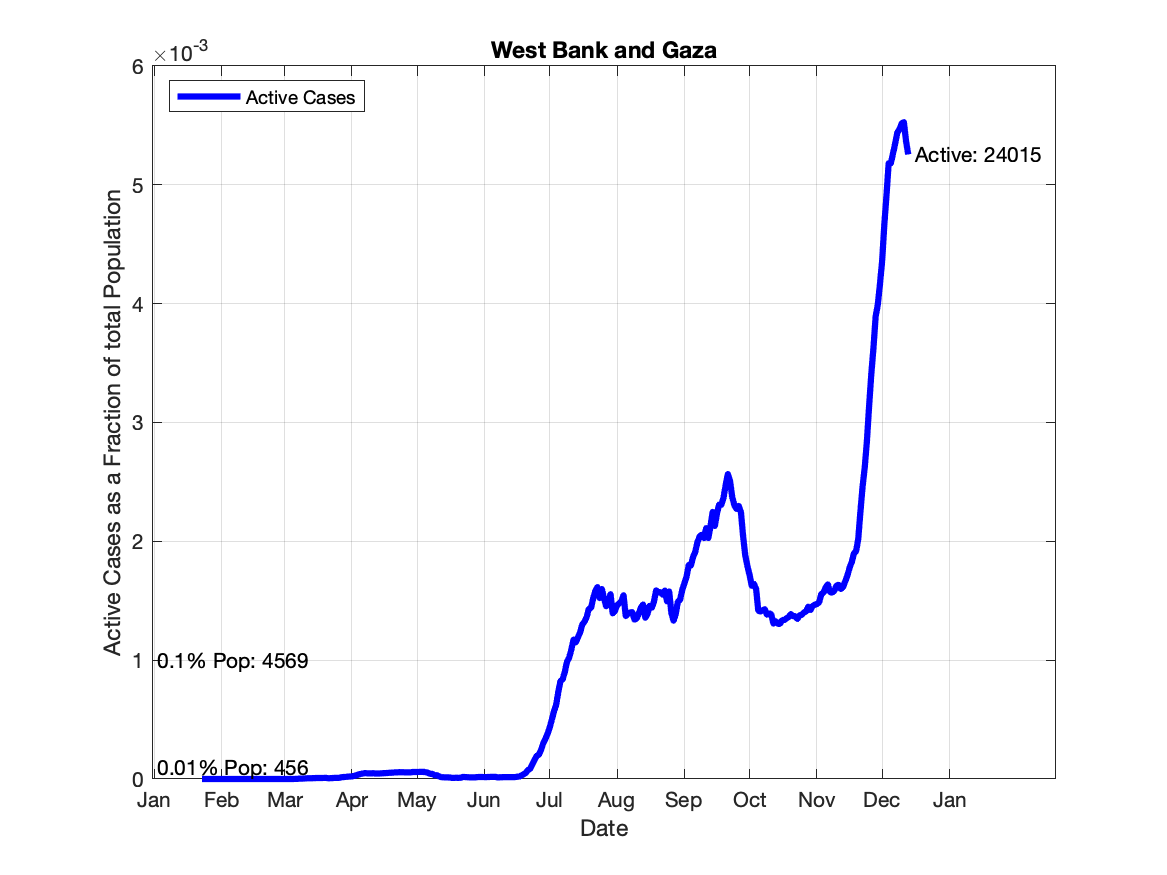 West Bank and Gaza
×10-3
Active Cases
6
5
4
3
2
1
0
Active Cases as a Fraction of total Population
Active: 24015
0.1% Pop: 4569
0.01% Pop: 456
Jan Feb Mar Apr May Jun Jul Aug Sep Oct Nov Dec Jan
Date